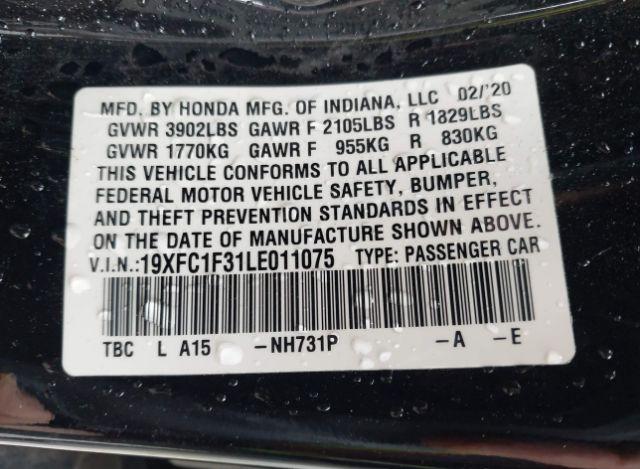 MFD. BY HONDA MFG. OF INDIANA, LLC 02/'20
GVWR 3902LBS GAWR F 2105LBS R 1829LBS
GVWR 1770KG GAWR F 955KG R 830KG
THIS VEHICLE CONFORMS TO ALL APPLICABLE
FEDERAL MOTOR VEHICLE SAFETY, BUMPER,
AND THEFT PREVENTION STANDARDS IN EFFECT
ON THE DATE OF MANUFACTURE SHOWN ABOVE.
V.I.N.:19XFC1F31LE011075 TYPE: PASSENGER CAR
TBC L A15 -NH731P -A -E